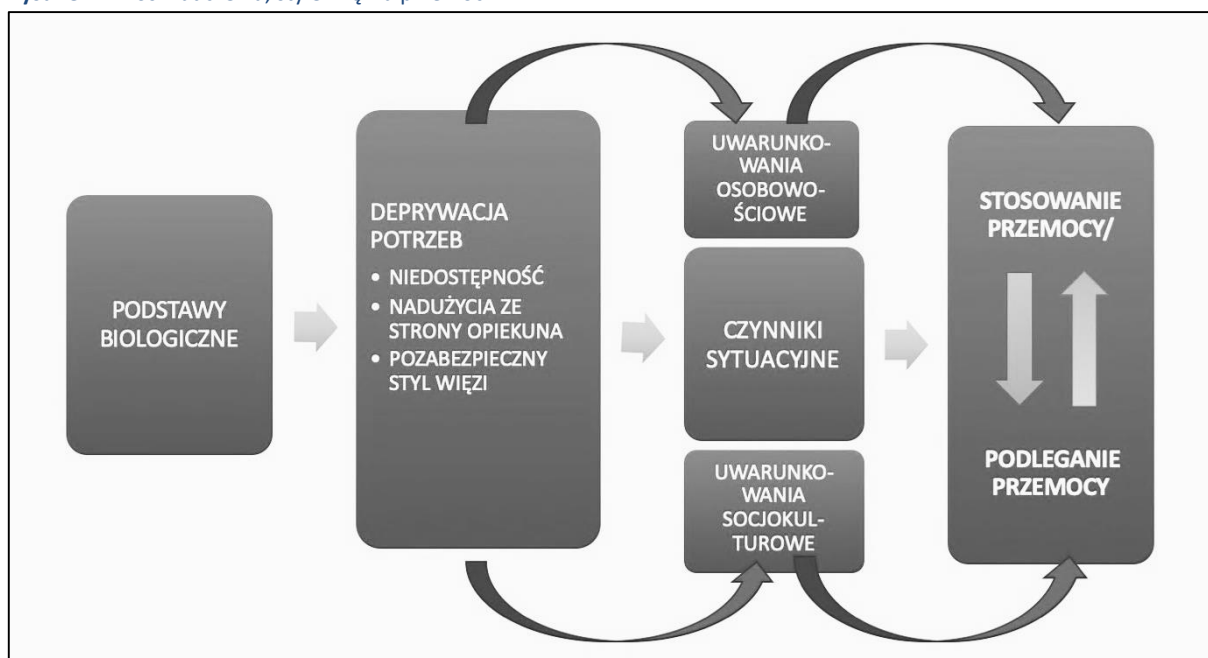 PODSTAWY
BIOLOGICZNE
DEPRYWACJA
POTRZEB
• NIEDOSTĘPNOŚĆ
• NADUŻYCIA ZE
STRONY OPIEKUNA
• POZABEZPIECZNY
STYL WIĘZI
UWARUNKO-
WANIA
OSOBOWO-
ŚCIOWE
CZYNNIKI
SYTUACYJNE
UWARUNKO-
WANIA
SOCJOKUL-
TUROWE
STOSOWANIE
PRZEMOCY/
PODLEGANIE
PRZEMOCY